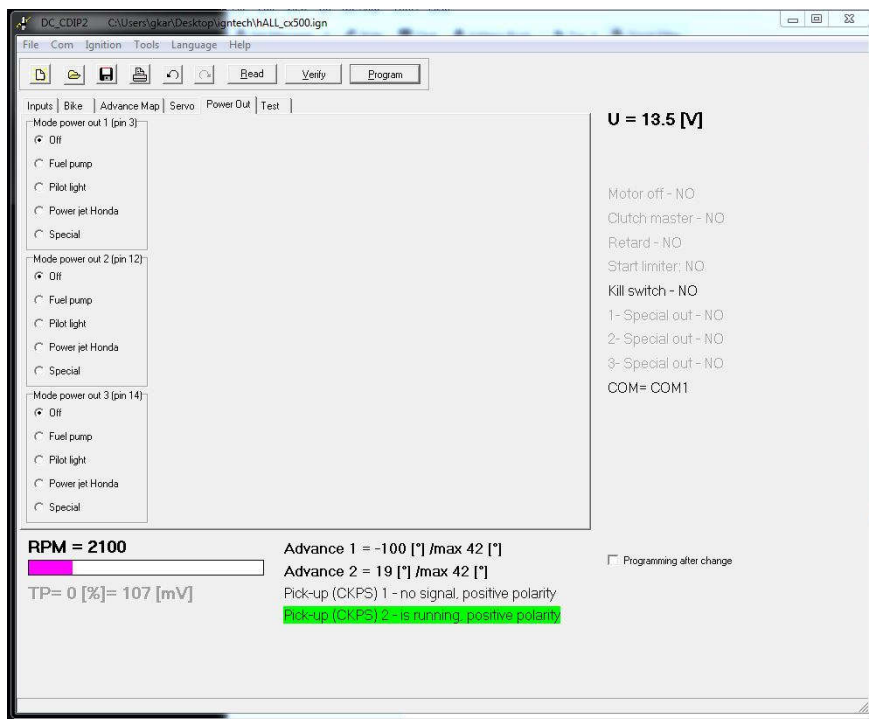 DC_CDIP2 C:\Users\gkar\Desktop\igntech\hALL_cx500.ign
File Com Ignition Tools Language Help
Read Verify Program
Inputs Bike Advance Map Servo Power Out Test
Mode power out 1 (pin 3)
Off
Fuel pump
Pilot light
Power jet Honda
Special
Mode power out 2 (pin 12)
Off
Fuel pump
Pilot light
Power jet Honda
Special
Mode power out 3 (pin 14)
Off
Fuel pump
Pilot light
Power jet Honda
Special
U = 13.5 [V]
Motor off - NO
Clutch master - NO
Retard - NO
Start limiter: NO
Kill switch - NO
1- Special out - NO
2- Special out - NO
3- Special out - NO
COM= COM1
RPM = 2100
TP= 0 [%]= 107 [mV]
Advance 1 = -100 [°] /max 42 [°]
Advance 2 = 19 [°] /max 42 [°]
Pick-up (CKPS) 1 - no signal, positive polarity
Pick-up (CKPS) 2 - is running, positive polarity
Programming after change